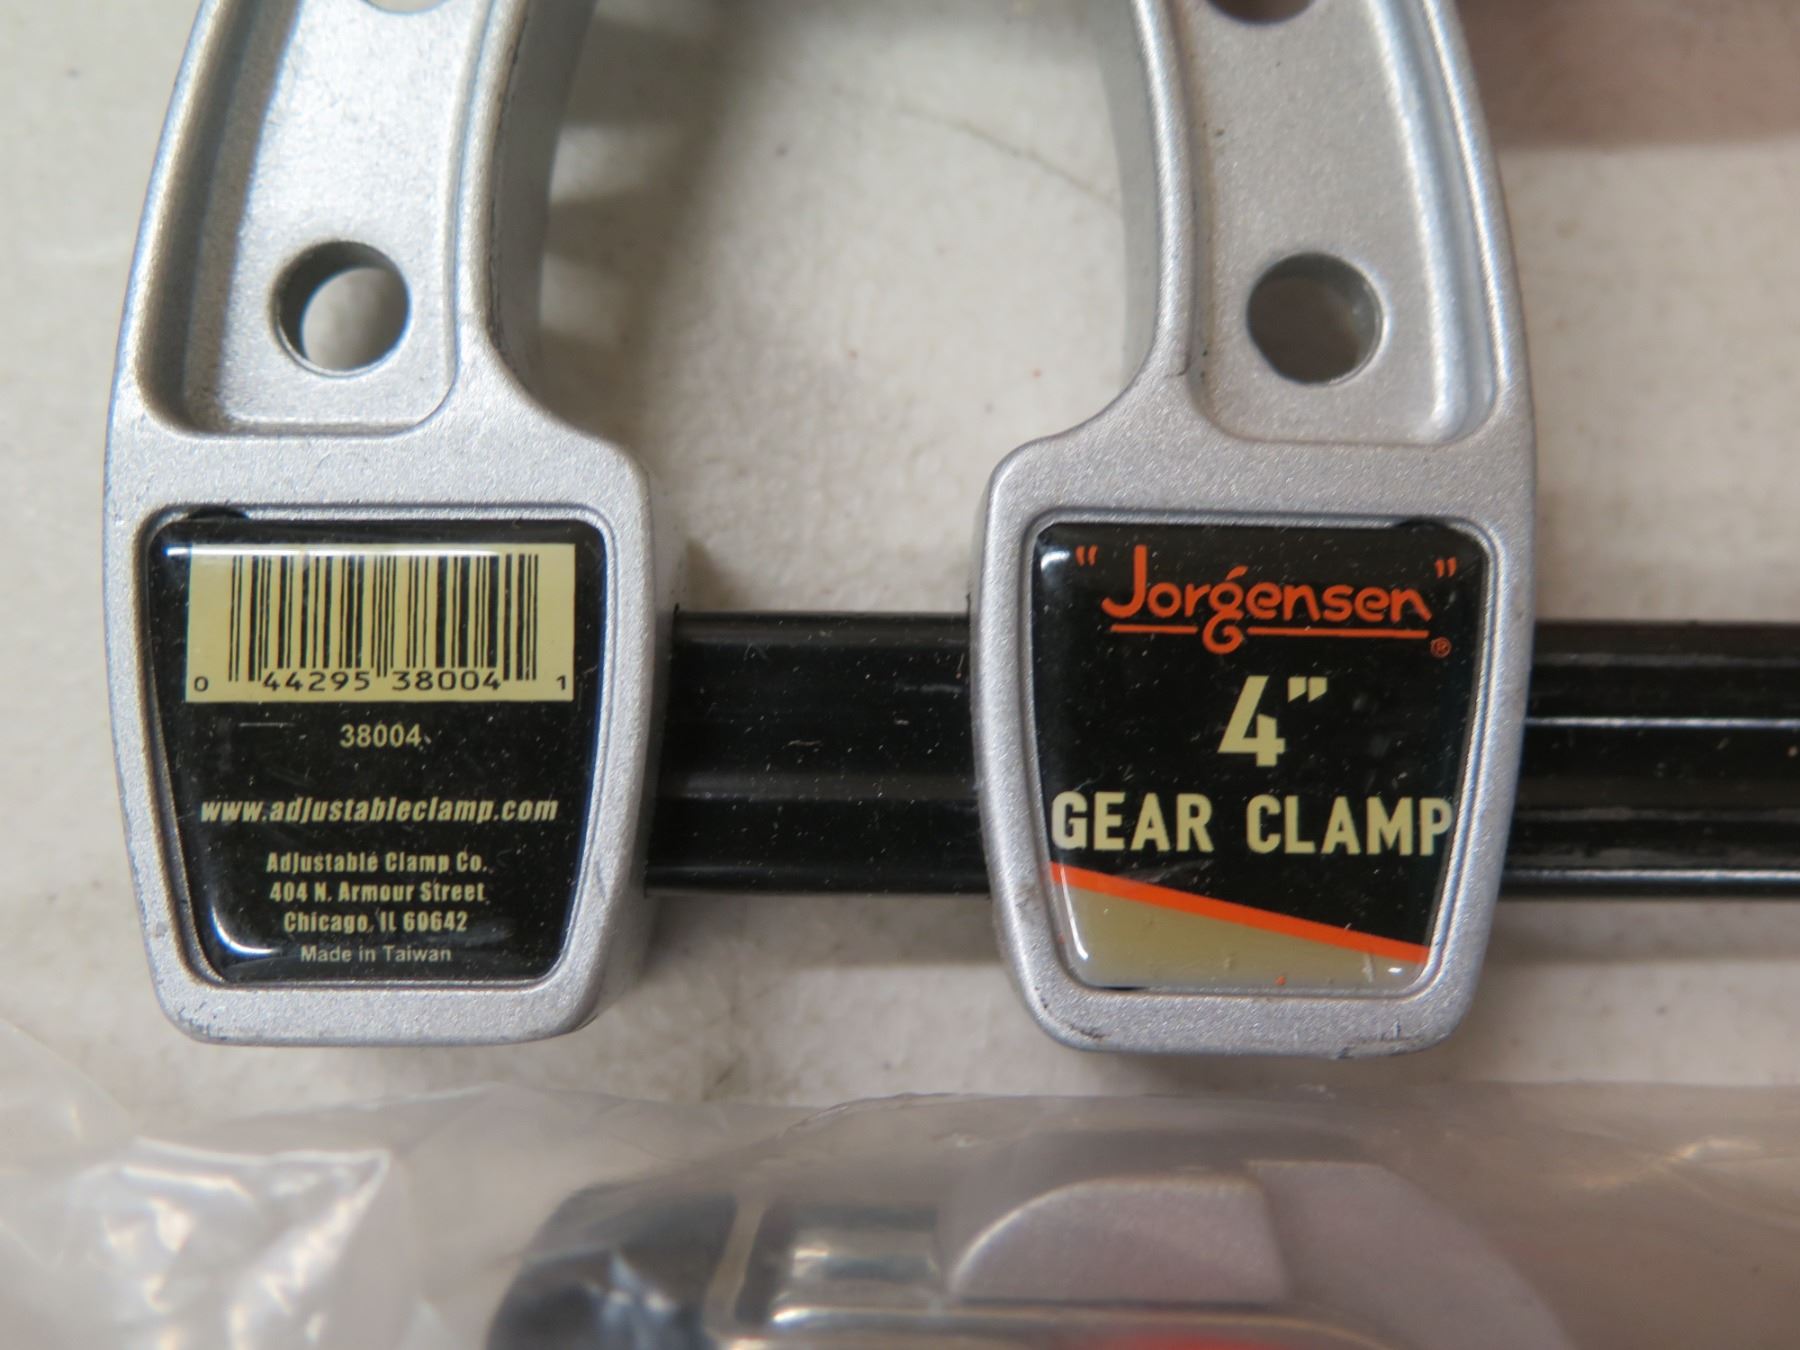 0 44295 38004 1
38004
www.adjustableclamp.com
Adjustable Clamp Co.
404 N. Armour Street
Chicago, IL 60642
Made in Taiwan
"Jorgensen"®
4"
GEAR CLAMP